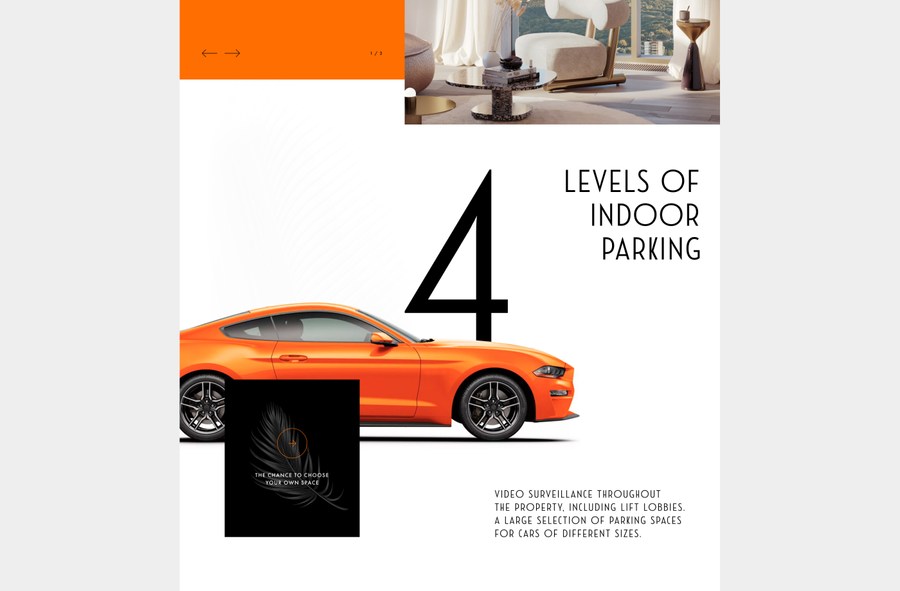 1 / 3
4
LEVELS OF
INDOOR
PARKING
4
THE CHANCE TO CHOOSE
YOUR OWN SPACE
VIDEO SURVEILLANCE THROUGHOUT
THE PROPERTY, INCLUDING LIFT LOBBIES.
A LARGE SELECTION OF PARKING SPACES
FOR CARS OF DIFFERENT SIZES.